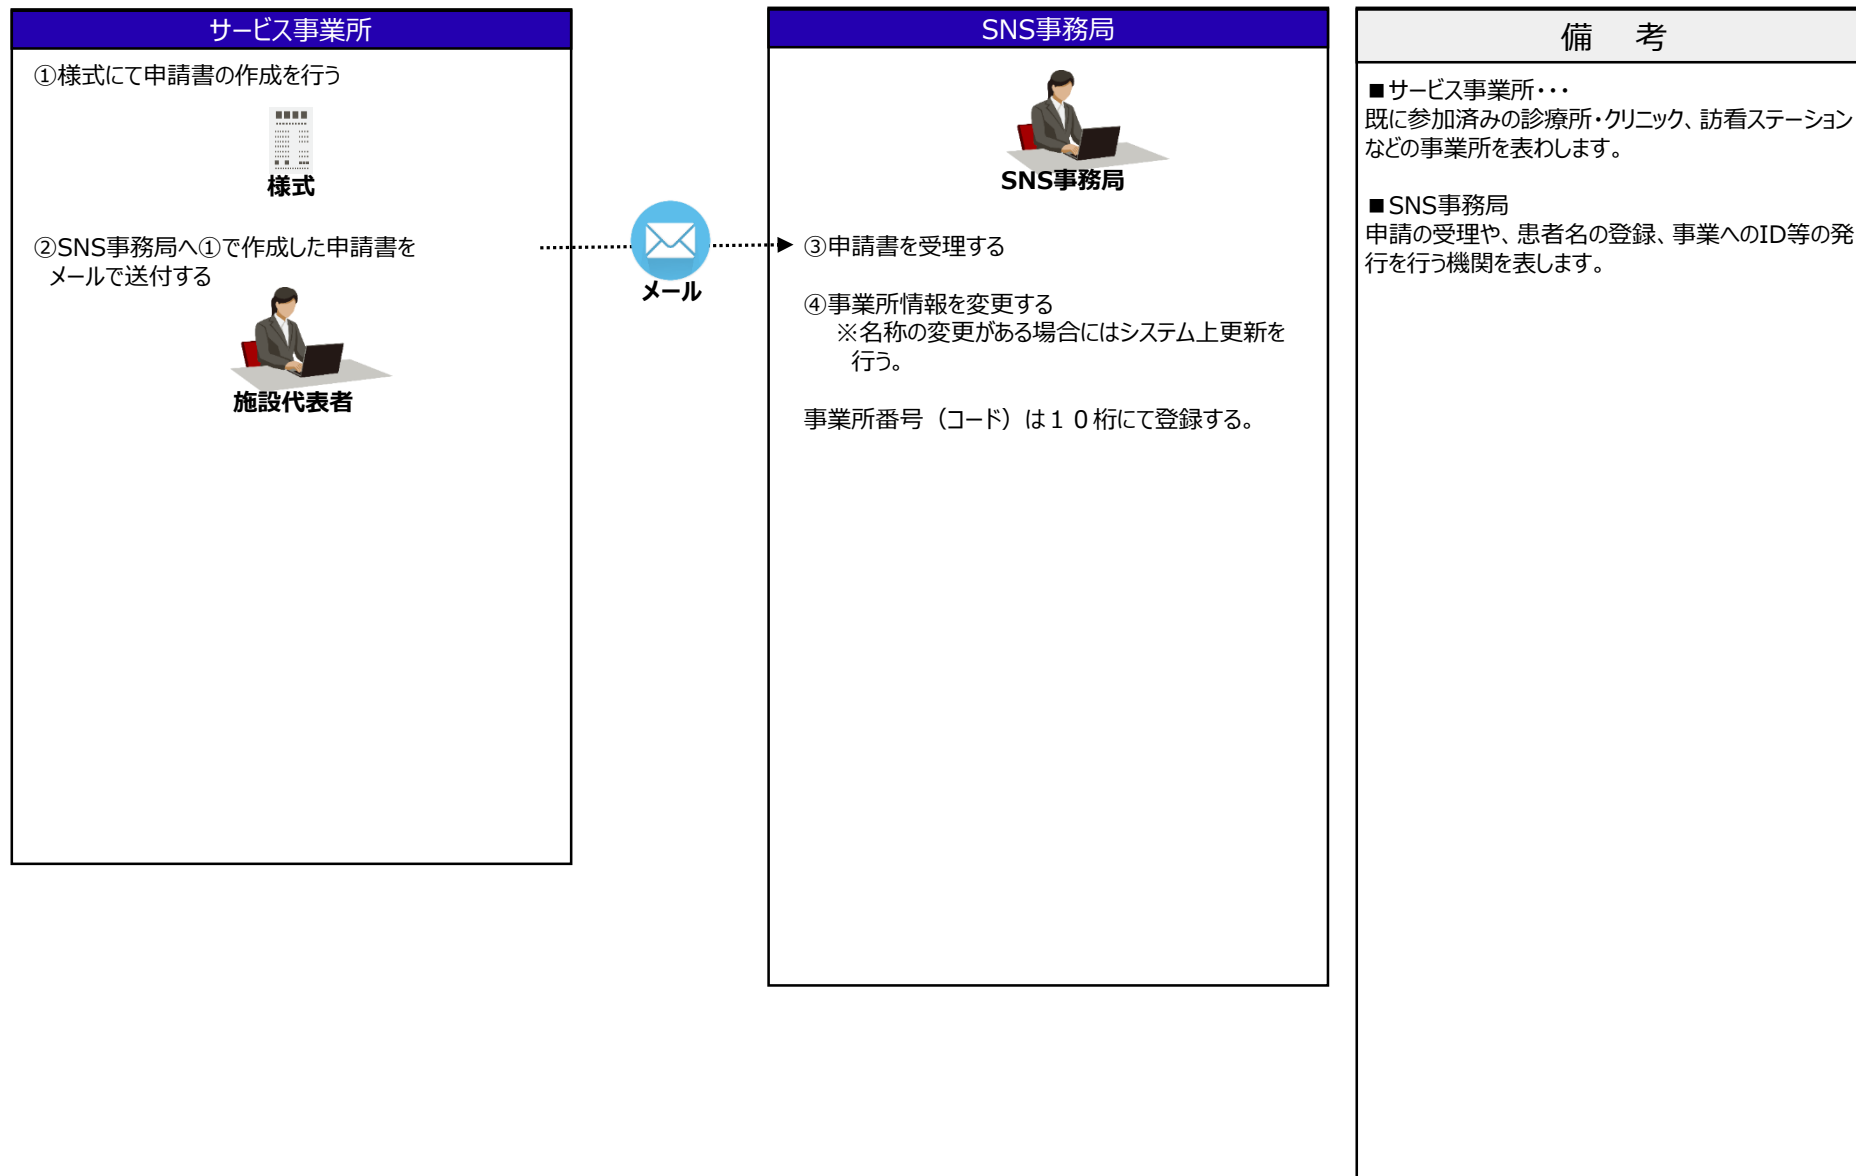 サービス事業所
①様式にて申請書の作成を行う
様式
②SNS事務局へ①で作成した申請書を
メールで送付する
施設代表者
メール
SNS事務局
SNS事務局
③申請書を受理する
④事業所情報を変更する
※名称の変更がある場合にはシステム上更新を
行う。
事業所番号（コード）は１０桁にて登録する。
備　考
■サービス事業所・・・
既に参加済みの診療所・クリニック、訪看ステーション
などの事業所を表わします。
■SNS事務局
申請の受理や、患者名の登録、事業へのID等の発
行を行う機関を表します。